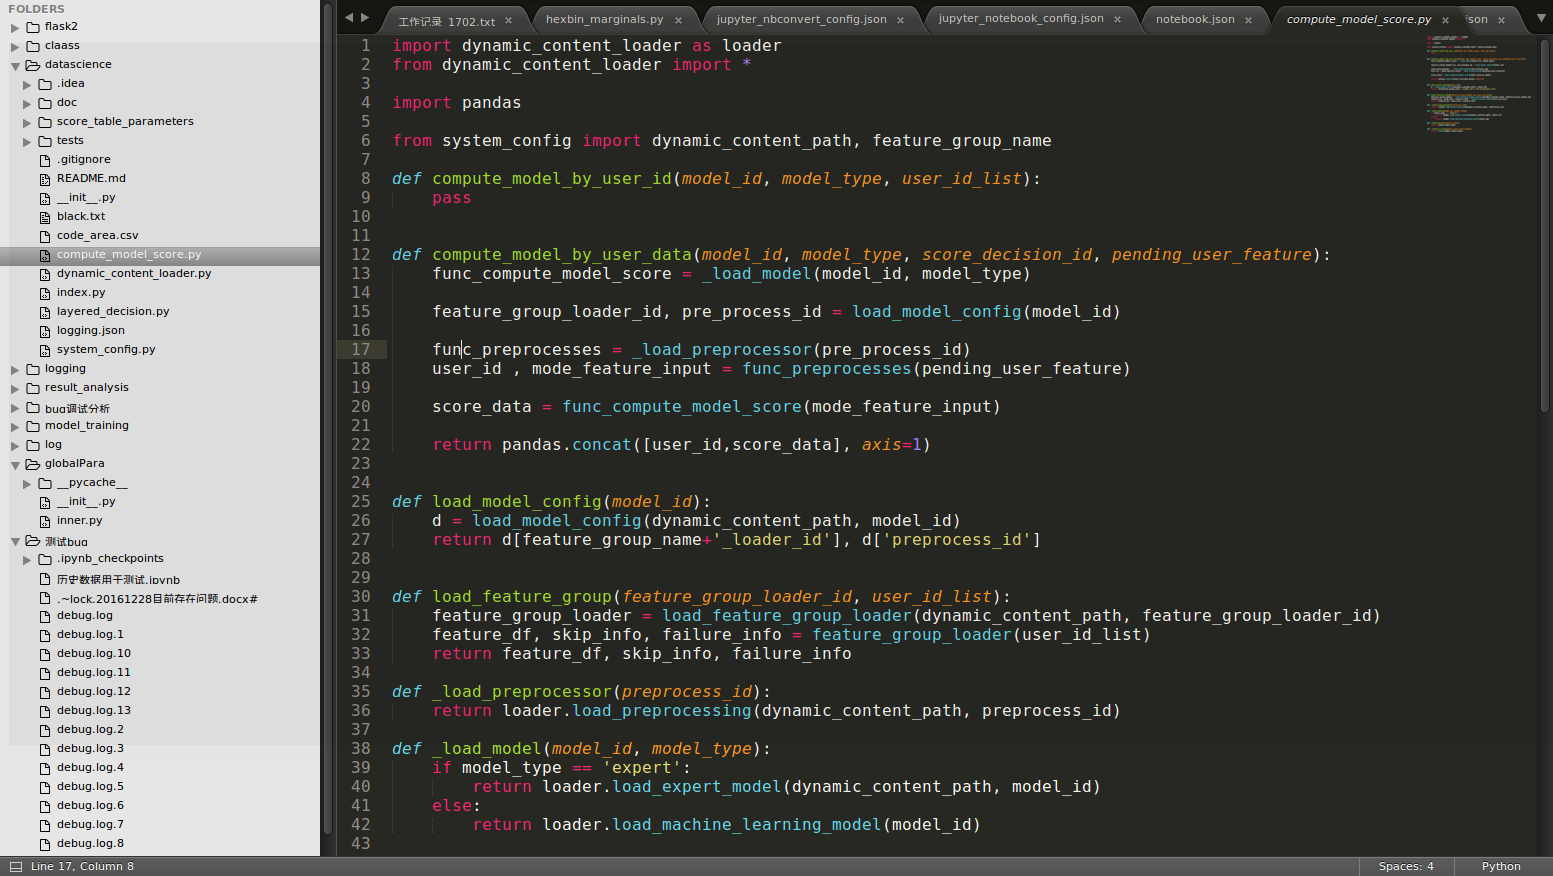 FOLDERS
flask2
claass
datascience
.idea
doc
score_table_parameters
tests
.gitignore
README.md
__init__.py
black.txt
code_area.csv
compute_model_score.py
dynamic_content_loader.py
index.py
layered_decision.py
logging.json
system_config.py
logging
result_analysis
bug调试分析
model_training
log
globalPara
__pycache__
__init__.py
inner.py
测试bug
.ipynb_checkpoints
历史数据用于测试.ipynb
.~lock.20161228目前存在问题.docx#
debug.log
debug.log.1
debug.log.10
debug.log.11
debug.log.12
debug.log.13
debug.log.2
debug.log.3
debug.log.4
debug.log.5
debug.log.6
debug.log.7
debug.log.8
工作记录 1702.txt × hexbin_marginals.py × jupyter_nbconvert_config.json × jupyter_notebook_config.json × notebook.json × compute_model_score.py × json ×
1 import dynamic_content_loader as loader
2 from dynamic_content_loader import *
3
4 import pandas
5
6 from system_config import dynamic_content_path, feature_group_name
7
8 def compute_model_by_user_id(model_id, model_type, user_id_list):
9 pass
10
11
12 def compute_model_by_user_data(model_id, model_type, score_decision_id, pending_user_feature):
13 func_compute_model_score = _load_model(model_id, model_type)
14
15 feature_group_loader_id, pre_process_id = load_model_config(model_id)
16
17 func_preprocesses = _load_preprocessor(pre_process_id)
18 user_id , mode_feature_input = func_preprocesses(pending_user_feature)
19
20 score_data = func_compute_model_score(mode_feature_input)
21
22 return pandas.concat([user_id,score_data], axis=1)
23
24
25 def load_model_config(model_id):
26 d = load_model_config(dynamic_content_path, model_id)
27 return d[feature_group_name+'_loader_id'], d['preprocess_id']
28
29
30 def load_feature_group(feature_group_loader_id, user_id_list):
31 feature_group_loader = load_feature_group_loader(dynamic_content_path, feature_group_loader_id)
32 feature_df, skip_info, failure_info = feature_group_loader(user_id_list)
33 return feature_df, skip_info, failure_info
34
35 def _load_preprocessor(preprocess_id):
36 return loader.load_preprocessing(dynamic_content_path, preprocess_id)
37
38 def _load_model(model_id, model_type):
39 if model_type == 'expert':
40 return loader.load_expert_model(dynamic_content_path, model_id)
41 else:
42 return loader.load_machine_learning_model(model_id)
43
Line 17, Column 8
Spaces: 4
Python